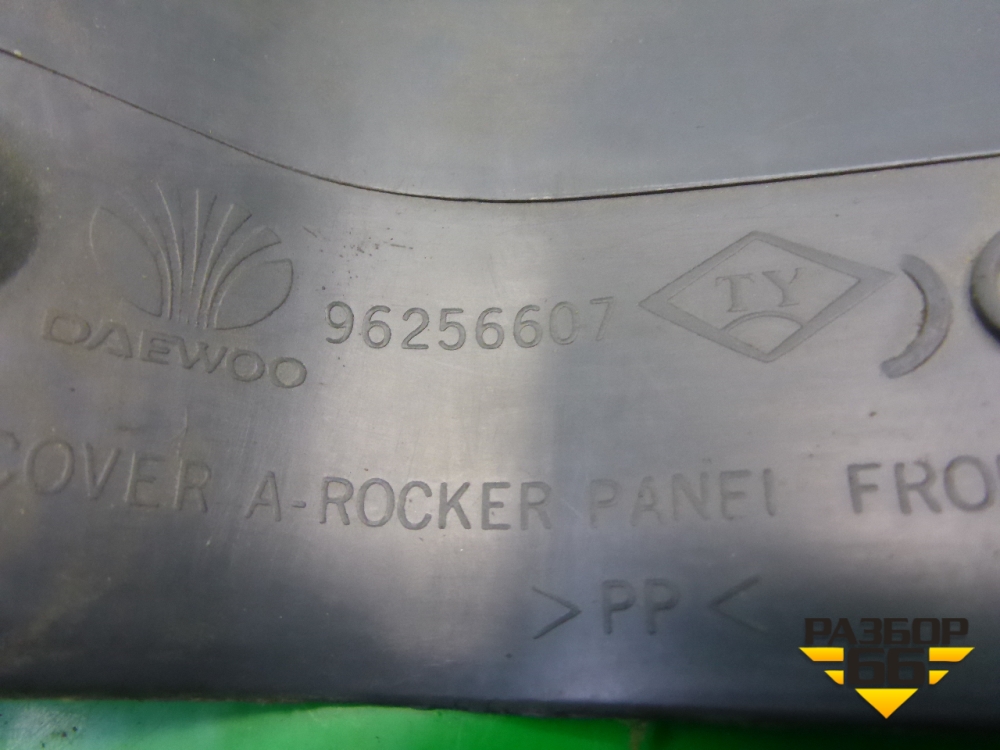 DAEWOO
96256607
TY
COVER A-ROCKER PANEL FRO
>PP<
РАЗБОР
66